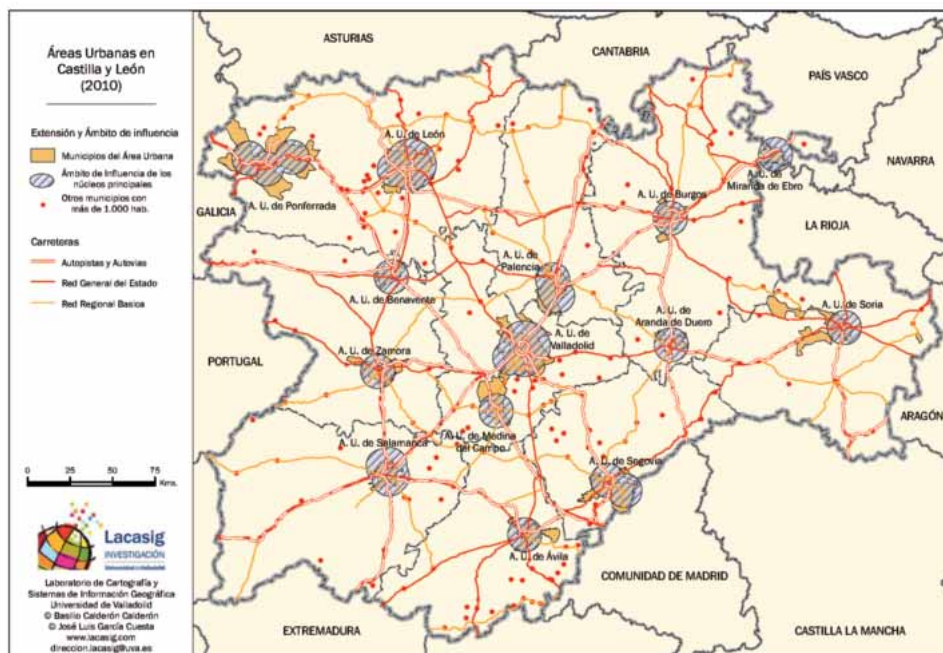 Áreas Urbanas en
Castilla y León
(2010)
Extensión y Ámbito de influencia
Municipios del Área Urbana
Ámbito de Influencia de los
núcleos principales
Otros municipios con
más de 1.000 hab.
Carreteras
Autopistas y Autovias
Red General del Estado
Red Regional Basica
0 25 50 75
Kms.
Lacasig
INVESTIGACIÓN
Universidad de Valladolid
Laboratorio de Cartografía y
Sistemas de Información Geográfica
Universidad de Valladolid
© Basilio Calderón Calderón
© José Luis García Cuesta
www.lacasig.com
direccion.lacasig@uva.es
ASTURIAS
CANTABRIA
PAÍS VASCO
NAVARRA
LA RIOJA
ARAGÓN
CASTILLA LA MANCHA
COMUNIDAD DE MADRID
EXTREMADURA
PORTUGAL
GALICIA
A. U. de León
A. U. de Ponferrada
A. U. de
Miranda de Ebro
A. U. de Burgos
A. U. de
Palencia
A. U. de Benavente
A. U. de Soria
A. U. de
Aranda de Duero
A. U. de
Valladolid
A. U. de Zamora
A. U. de Medina
del Campo
A. U. de Salamanca
A. U. de Segovia
A. U. de Ávila